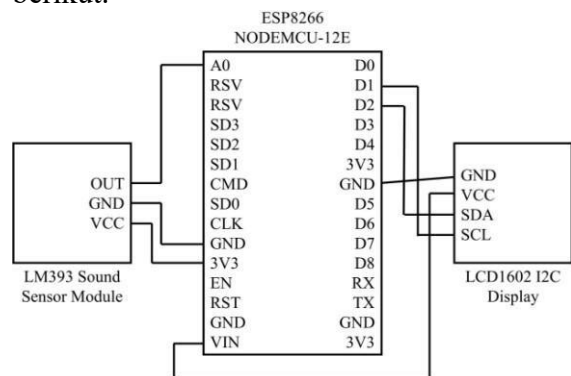 berikut.
ESP8266
NODEMCU-12E
A0
RSV
RSV
SD3
SD2
SD1
CMD
SD0
CLK
GND
3V3
EN
RST
GND
VIN
D0
D1
D2
D3
D4
3V3
GND
D5
D6
D7
D8
RX
TX
GND
3V3
OUT
GND
VCC
LM393 Sound
Sensor Module
GND
VCC
SDA
SCL
LCD1602 I2C
Display